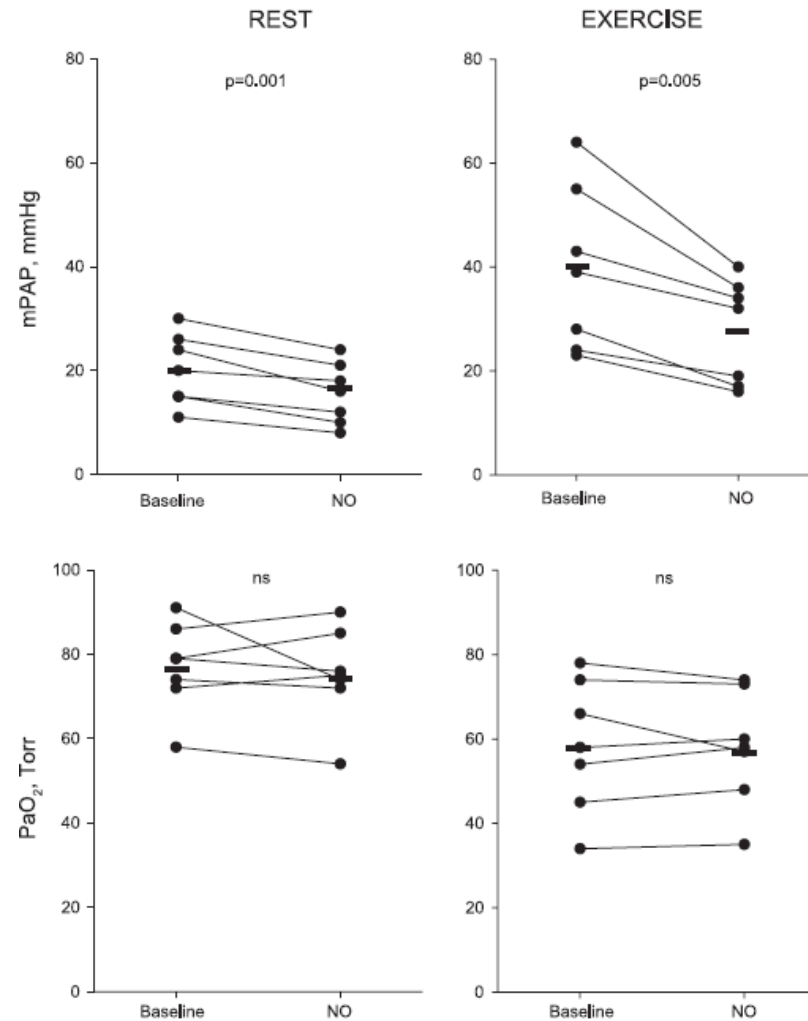 REST
EXERCISE
80
60
40
20
0
mPAP, mmHg
p=0.001
Baseline
NO
80
60
40
20
0
p=0.005
Baseline
NO
100
80
60
40
20
0
PaO₂, Torr
ns
Baseline
NO
100
80
60
40
20
0
ns
Baseline
NO